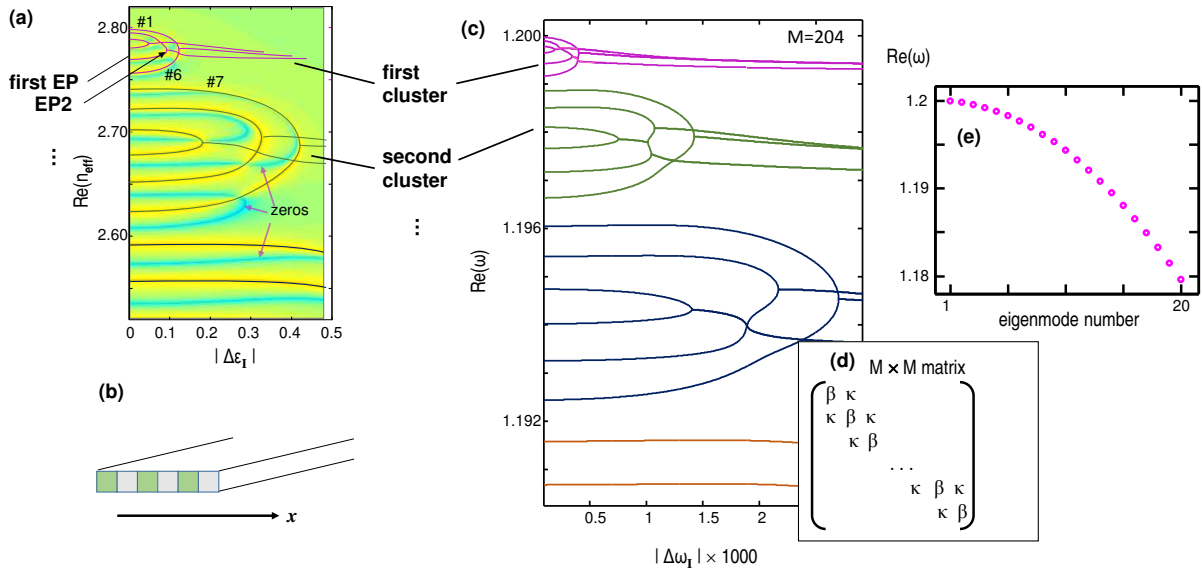 (a)
2.80
2.70
2.60
Re(n_eff)
#1
#6
#7
first EP
EP2
...
zeros
0
0.1
0.2
0.3
0.4
0.5
| Δε_I |
first
cluster
second
cluster
...
(b)
x
(c)
M=204
1.200
1.196
1.192
Re(ω)
0.5
1
1.5
2
| Δω_I | × 1000
(d)
M × M matrix
β κ
κ β κ
κ β
...
κ β κ
κ β
Re(ω)
1.2
1.19
1.18
(e)
1
20
eigenmode number